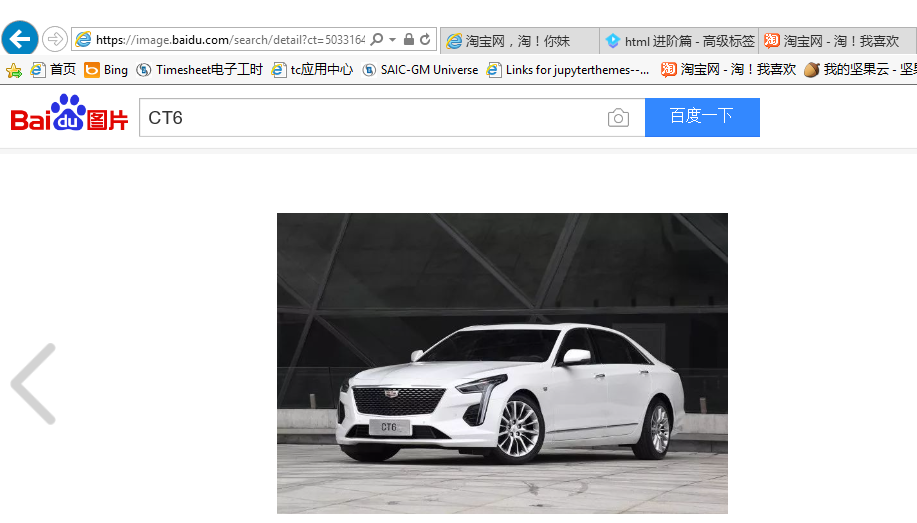 https://image.baidu.com/search/detail?ct=5033164 淘宝网，淘！你妹 html 进阶篇 - 高级标签 淘宝网 - 淘！我喜欢
首页 Bing Timesheet电子工时 tc应用中心 SAIC-GM Universe Links for jupyterthemes--... 淘宝网 - 淘！我喜欢 我的坚果云 - 坚
Bai du 图片 CT6 百度一下
CT6